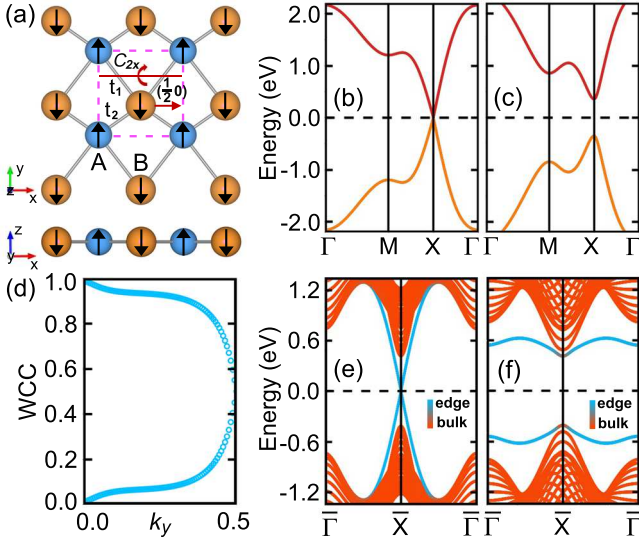 (a)
C2x
t1
(1/2 0)
t2
A B
y
z x
z
y x
2.0
1.0
0.0
-1.0
-2.0
Energy (eV)
(b)
Γ M X Γ
(c)
Γ M X Γ
(d)
1.0
0.8
0.6
0.4
0.2
0.0
WCC
0.0 ky 0.5
1.2
0.6
0.0
-0.6
-1.2
Energy (eV)
(e)
edge
bulk
Γ̅ X̅ Γ̅
(f)
edge
bulk
Γ̅ X̅ Γ̅